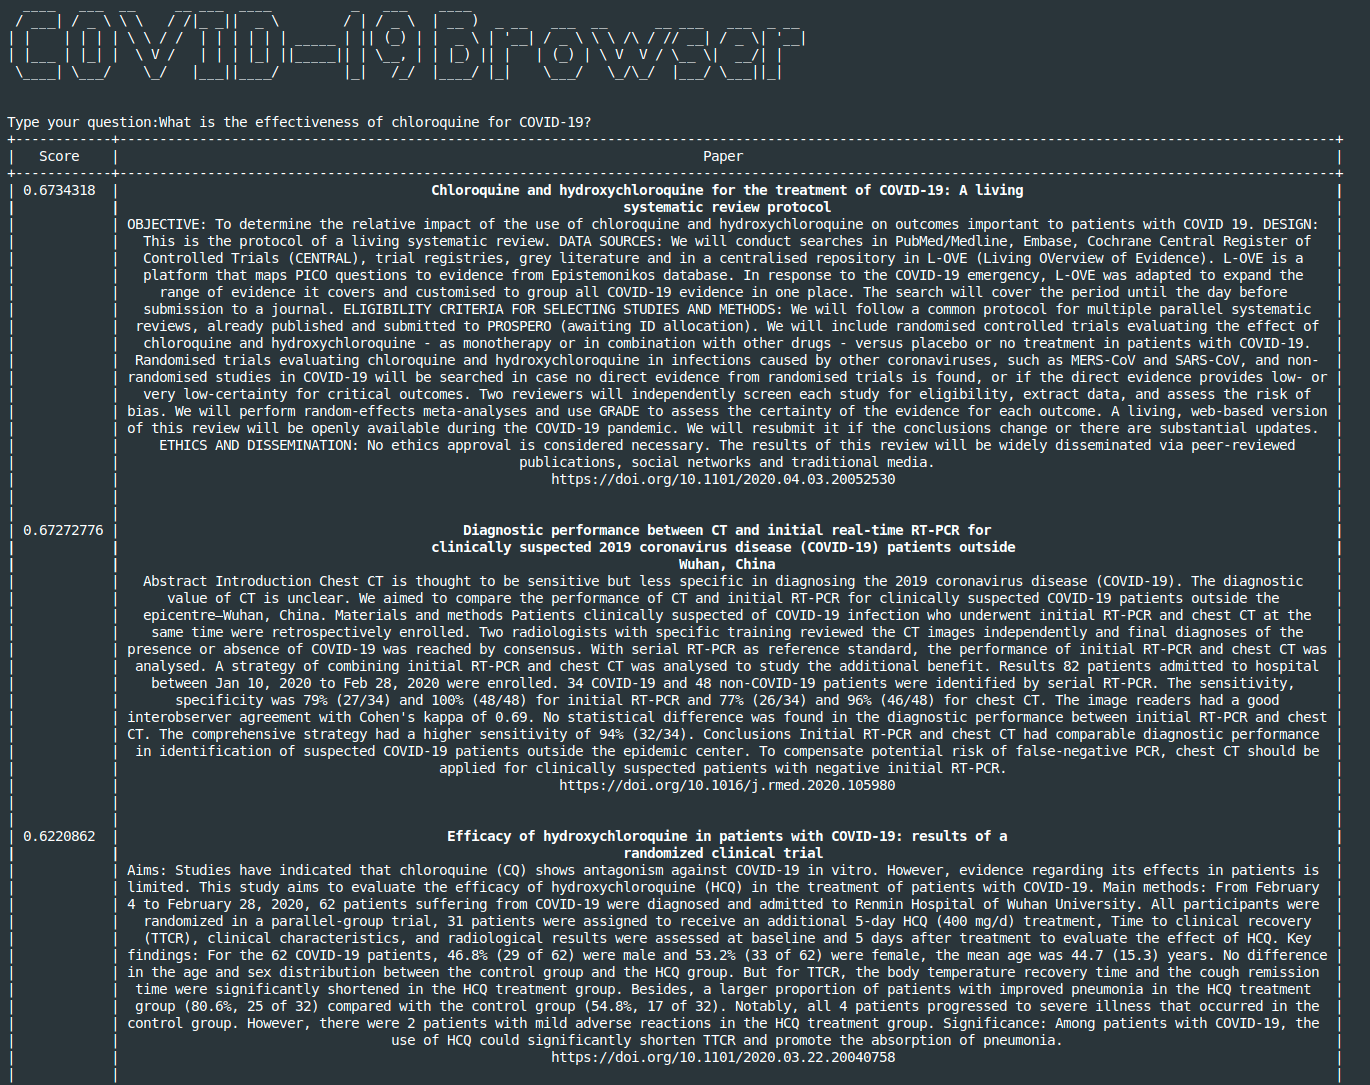 COVID-19 Browser
Type your question:What is the effectiveness of chloroquine for COVID-19?
Score Paper
0.6734318 Chloroquine and hydroxychloroquine for the treatment of COVID-19: A living
systematic review protocol
OBJECTIVE: To determine the relative impact of the use of chloroquine and hydroxychloroquine on outcomes important to patients with COVID 19. DESIGN:
This is the protocol of a living systematic review. DATA SOURCES: We will conduct searches in PubMed/Medline, Embase, Cochrane Central Register of
Controlled Trials (CENTRAL), trial registries, grey literature and in a centralised repository in L-OVE (Living OVerview of Evidence). L-OVE is a
platform that maps PICO questions to evidence from Epistemonikos database. In response to the COVID-19 emergency, L-OVE was adapted to expand the
range of evidence it covers and customised to group all COVID-19 evidence in one place. The search will cover the period until the day before
submission to a journal. ELIGIBILITY CRITERIA FOR SELECTING STUDIES AND METHODS: We will follow a common protocol for multiple parallel systematic
reviews, already published and submitted to PROSPERO (awaiting ID allocation). We will include randomised controlled trials evaluating the effect of
chloroquine and hydroxychloroquine - as monotherapy or in combination with other drugs - versus placebo or no treatment in patients with COVID-19.
Randomised trials evaluating chloroquine and hydroxychloroquine in infections caused by other coronaviruses, such as MERS-CoV and SARS-CoV, and non-
randomised studies in COVID-19 will be searched in case no direct evidence from randomised trials is found, or if the direct evidence provides low- or
very low-certainty for critical outcomes. Two reviewers will independently screen each study for eligibility, extract data, and assess the risk of
bias. We will perform random-effects meta-analyses and use GRADE to assess the certainty of the evidence for each outcome. A living, web-based version
of this review will be openly available during the COVID-19 pandemic. We will resubmit it if the conclusions change or there are substantial updates.
ETHICS AND DISSEMINATION: No ethics approval is considered necessary. The results of this review will be widely disseminated via peer-reviewed
publications, social networks and traditional media.
https://doi.org/10.1101/2020.04.03.20052530
0.67272776 Diagnostic performance between CT and initial real-time RT-PCR for
clinically suspected 2019 coronavirus disease (COVID-19) patients outside
Wuhan, China
Abstract Introduction Chest CT is thought to be sensitive but less specific in diagnosing the 2019 coronavirus disease (COVID-19). The diagnostic
value of CT is unclear. We aimed to compare the performance of CT and initial RT-PCR for clinically suspected COVID-19 patients outside the
epicentre—Wuhan, China. Materials and methods Patients clinically suspected of COVID-19 infection who underwent initial RT-PCR and chest CT at the
same time were retrospectively enrolled. Two radiologists with specific training reviewed the CT images independently and final diagnoses of the
presence or absence of COVID-19 was reached by consensus. With serial RT-PCR as reference standard, the performance of initial RT-PCR and chest CT was
analysed. A strategy of combining initial RT-PCR and chest CT was analysed to study the additional benefit. Results 82 patients admitted to hospital
between Jan 10, 2020 to Feb 28, 2020 were enrolled. 34 COVID-19 and 48 non-COVID-19 patients were identified by serial RT-PCR. The sensitivity,
specificity was 79% (27/34) and 100% (48/48) for initial RT-PCR and 77% (26/34) and 96% (46/48) for chest CT. The image readers had a good
interobserver agreement with Cohen's kappa of 0.69. No statistical difference was found in the diagnostic performance between initial RT-PCR and chest
CT. The comprehensive strategy had a higher sensitivity of 94% (32/34). Conclusions Initial RT-PCR and chest CT had comparable diagnostic performance
in identification of suspected COVID-19 patients outside the epidemic center. To compensate potential risk of false-negative PCR, chest CT should be
applied for clinically suspected patients with negative initial RT-PCR.
https://doi.org/10.1016/j.rmed.2020.105980
0.6220862 Efficacy of hydroxychloroquine in patients with COVID-19: results of a
randomized clinical trial
Aims: Studies have indicated that chloroquine (CQ) shows antagonism against COVID-19 in vitro. However, evidence regarding its effects in patients is
limited. This study aims to evaluate the efficacy of hydroxychloroquine (HCQ) in the treatment of patients with COVID-19. Main methods: From February
4 to February 28, 2020, 62 patients suffering from COVID-19 were diagnosed and admitted to Renmin Hospital of Wuhan University. All participants were
randomized in a parallel-group trial, 31 patients were assigned to receive an additional 5-day HCQ (400 mg/d) treatment, Time to clinical recovery
(TTCR), clinical characteristics, and radiological results were assessed at baseline and 5 days after treatment to evaluate the effect of HCQ. Key
findings: For the 62 COVID-19 patients, 46.8% (29 of 62) were male and 53.2% (33 of 62) were female, the mean age was 44.7 (15.3) years. No difference
in the age and sex distribution between the control group and the HCQ group. But for TTCR, the body temperature recovery time and the cough remission
time were significantly shortened in the HCQ treatment group. Besides, a larger proportion of patients with improved pneumonia in the HCQ treatment
group (80.6%, 25 of 32) compared with the control group (54.8%, 17 of 32). Notably, all 4 patients progressed to severe illness that occurred in the
control group. However, there were 2 patients with mild adverse reactions in the HCQ treatment group. Significance: Among patients with COVID-19, the
use of HCQ could significantly shorten TTCR and promote the absorption of pneumonia.
https://doi.org/10.1101/2020.03.22.20040758